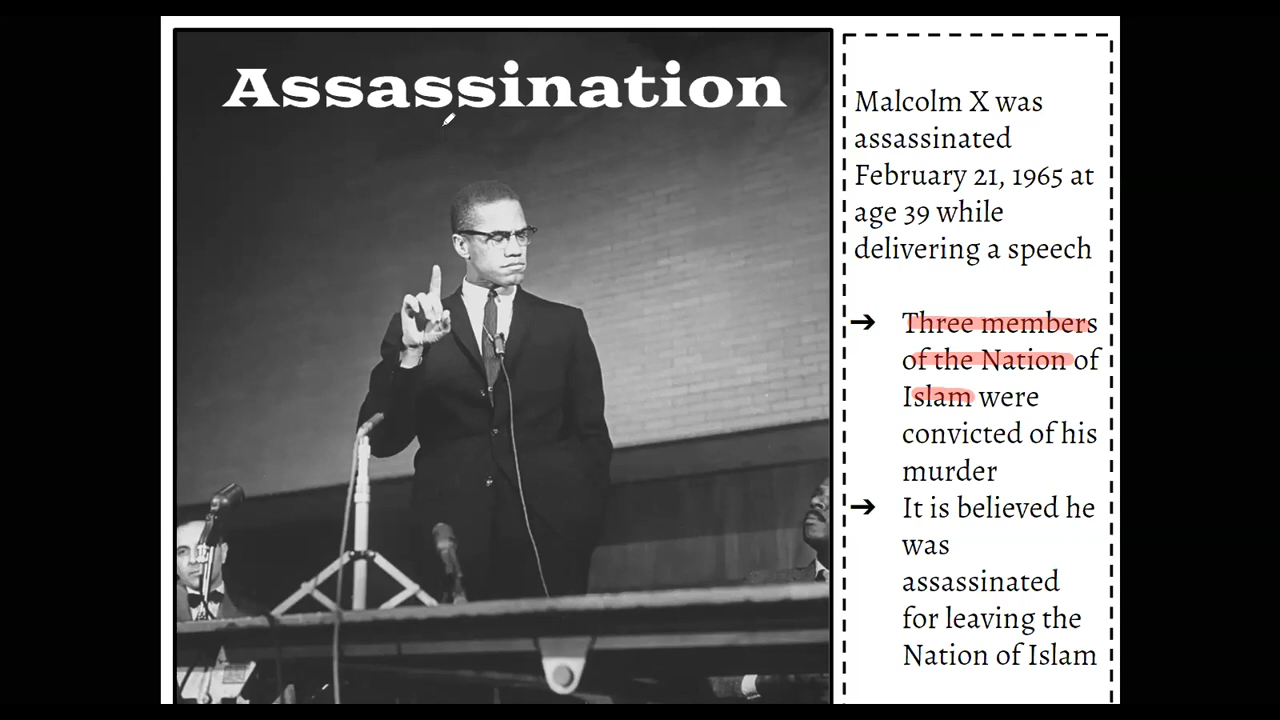 Assassination
Malcolm X was
assassinated
February 21, 1965 at
age 39 while
delivering a speech
➔ Three members
of the Nation of
Islam were
convicted of his
murder
➔ It is believed he
was
assassinated
for leaving the
Nation of Islam